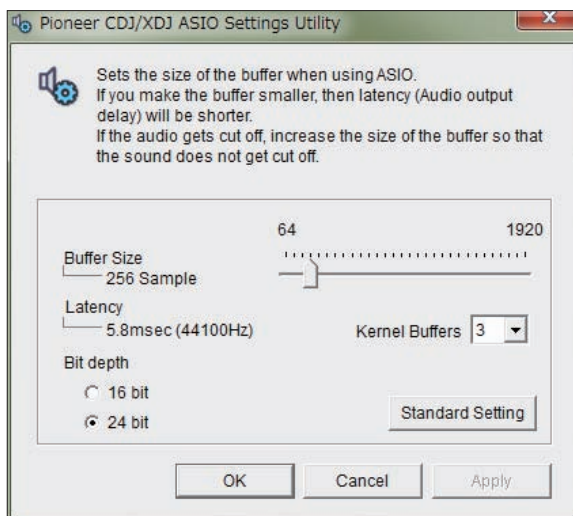 Pioneer CDJ/XDJ ASIO Settings Utility
Sets the size of the buffer when using ASIO.
If you make the buffer smaller, then latency (Audio output
delay) will be shorter.
If the audio gets cut off, increase the size of the buffer so that
the sound does not get cut off.
64 1920
Buffer Size
256 Sample
Latency
5.8msec (44100Hz)
Kernel Buffers 3
Bit depth
16 bit
24 bit
Standard Setting
OK Cancel Apply